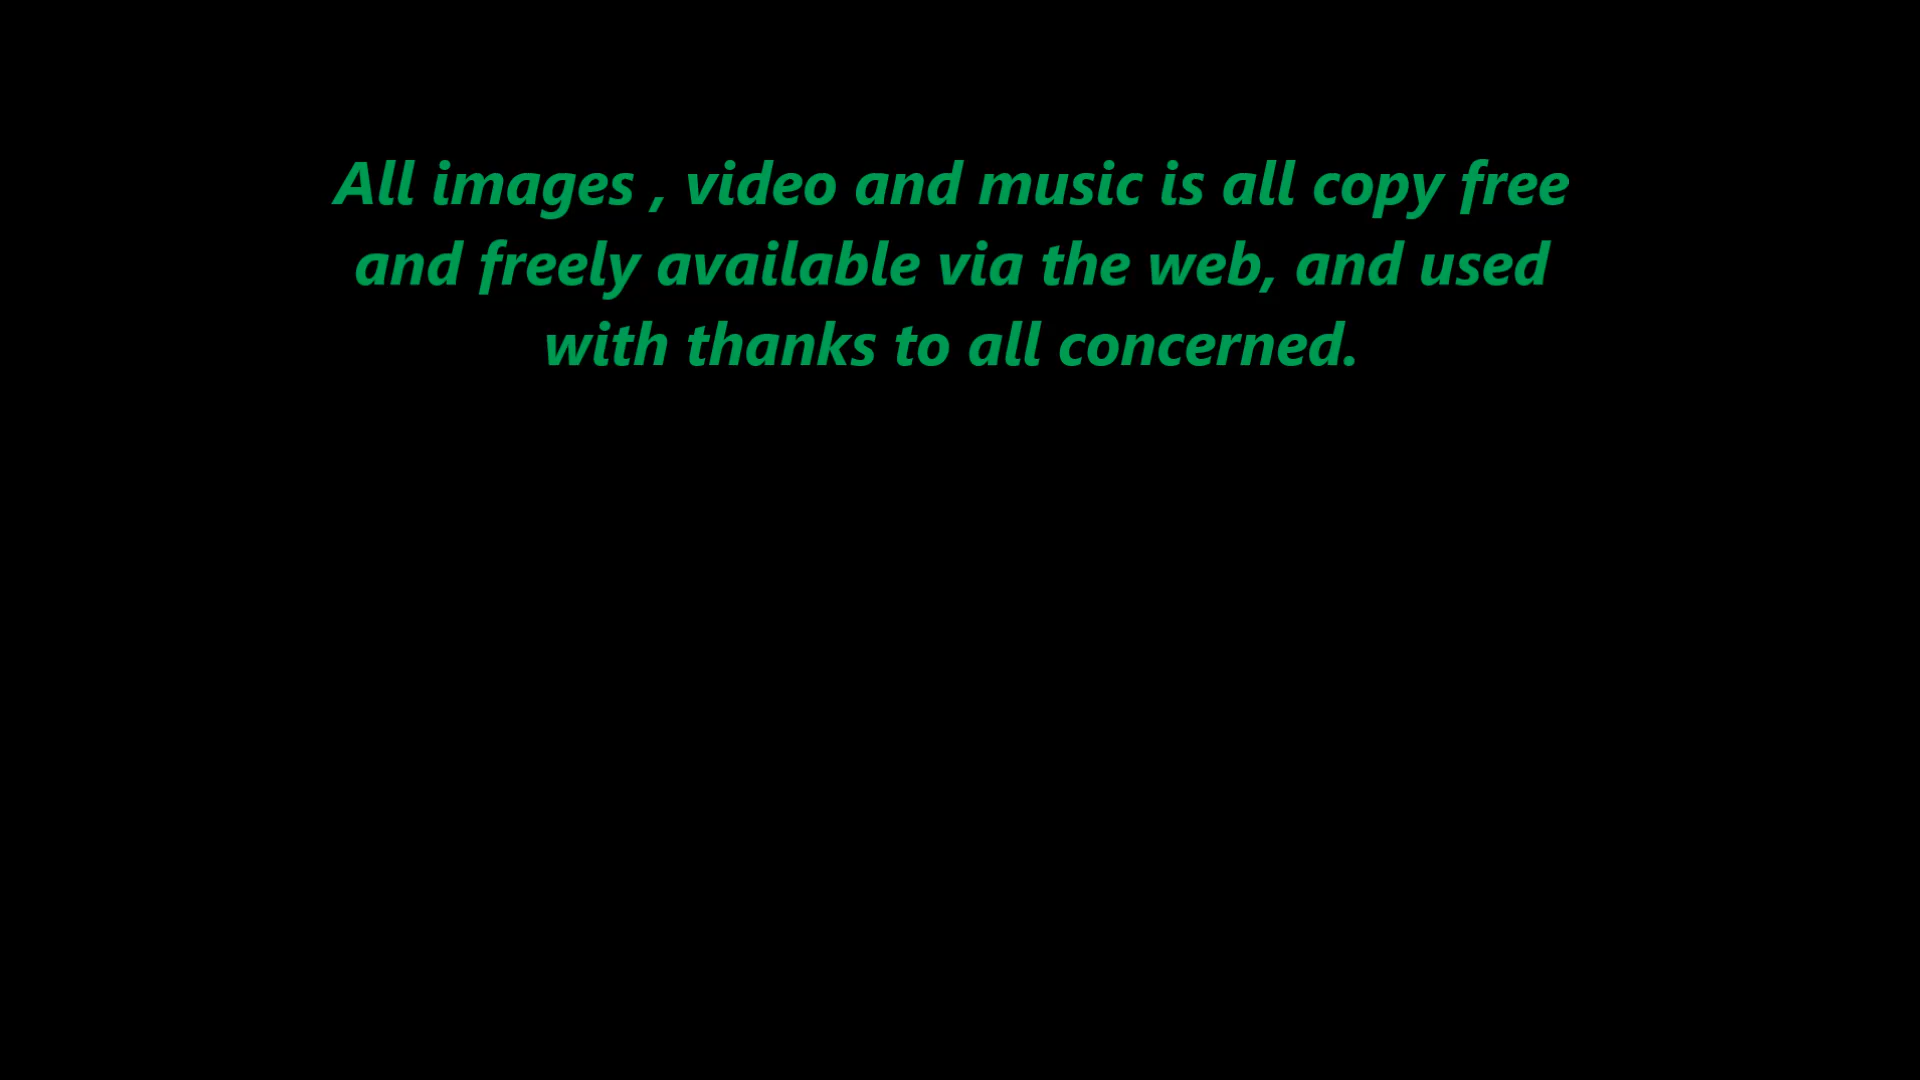 All images , video and music is all copy free
and freely available via the web, and used
with thanks to all concerned.